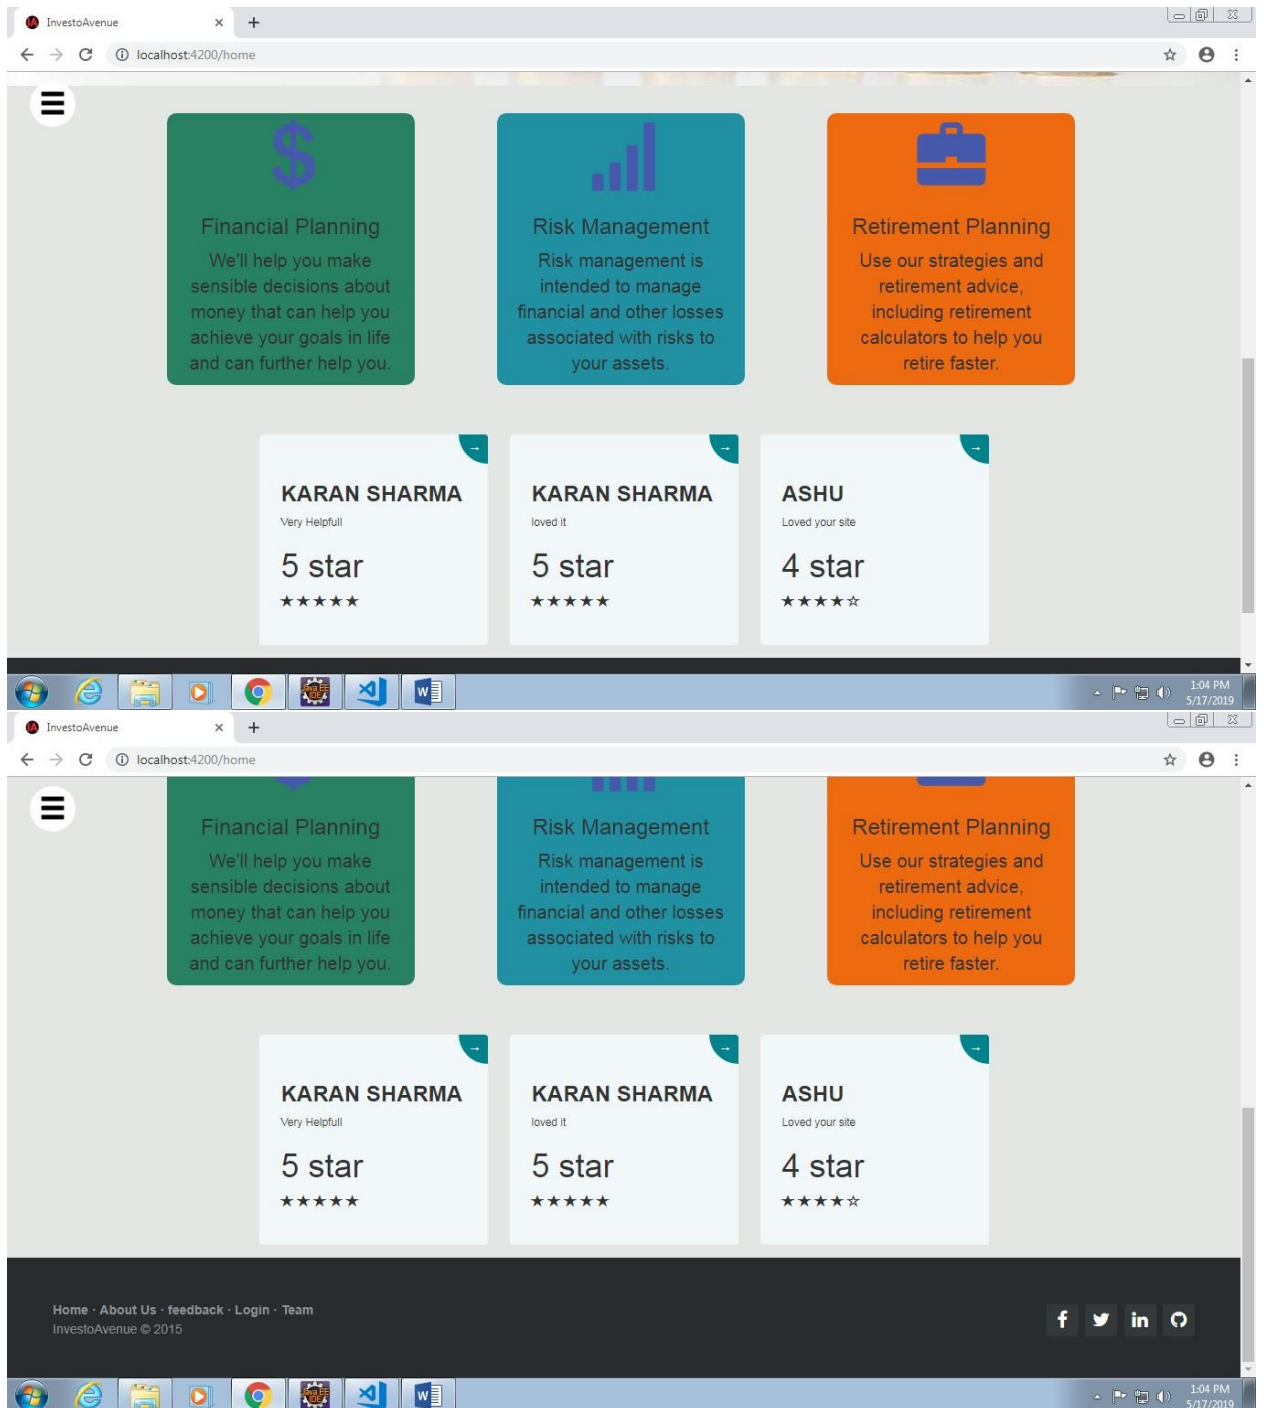 InvestoAvenue
localhost:4200/home
Financial Planning
We'll help you make
sensible decisions about
money that can help you
achieve your goals in life
and can further help you.
Risk Management
Risk management is
intended to manage
financial and other losses
associated with risks to
your assets.
Retirement Planning
Use our strategies and
retirement advice,
including retirement
calculators to help you
retire faster.
KARAN SHARMA
Very Helpfull
5 star
★★★★★
KARAN SHARMA
loved it
5 star
★★★★★
ASHU
Loved your site
4 star
★★★★☆
Java EE
IDE
W
1:04 PM
5/17/2019
InvestoAvenue
localhost:4200/home
Financial Planning
We'll help you make
sensible decisions about
money that can help you
achieve your goals in life
and can further help you.
Risk Management
Risk management is
intended to manage
financial and other losses
associated with risks to
your assets.
Retirement Planning
Use our strategies and
retirement advice,
including retirement
calculators to help you
retire faster.
KARAN SHARMA
Very Helpfull
5 star
★★★★★
KARAN SHARMA
loved it
5 star
★★★★★
ASHU
Loved your site
4 star
★★★★☆
Home · About Us · feedback · Login · Team
InvestoAvenue © 2015
Java EE
IDE
W
1:04 PM
5/17/2019